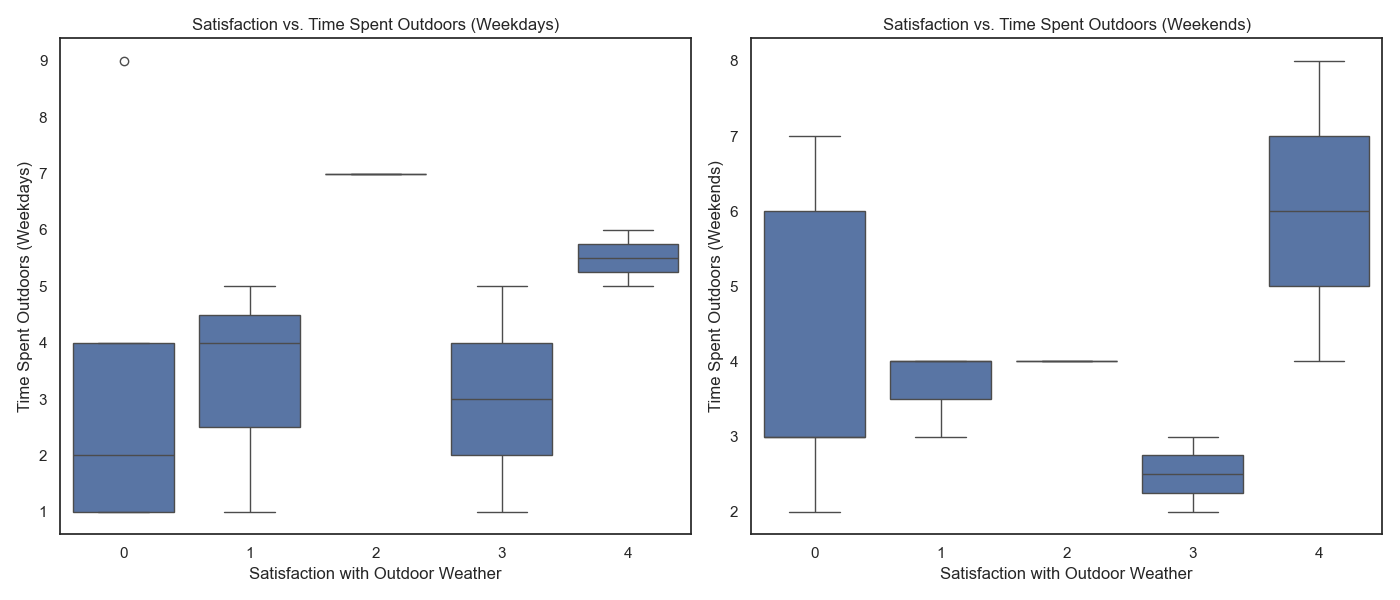 Satisfaction vs. Time Spent Outdoors (Weekdays)
9
8
7
6
5
4
3
2
1
Time Spent Outdoors (Weekdays)
0 1 2 3 4
Satisfaction with Outdoor Weather
Satisfaction vs. Time Spent Outdoors (Weekends)
8
7
6
5
4
3
2
Time Spent Outdoors (Weekends)
0 1 2 3 4
Satisfaction with Outdoor Weather